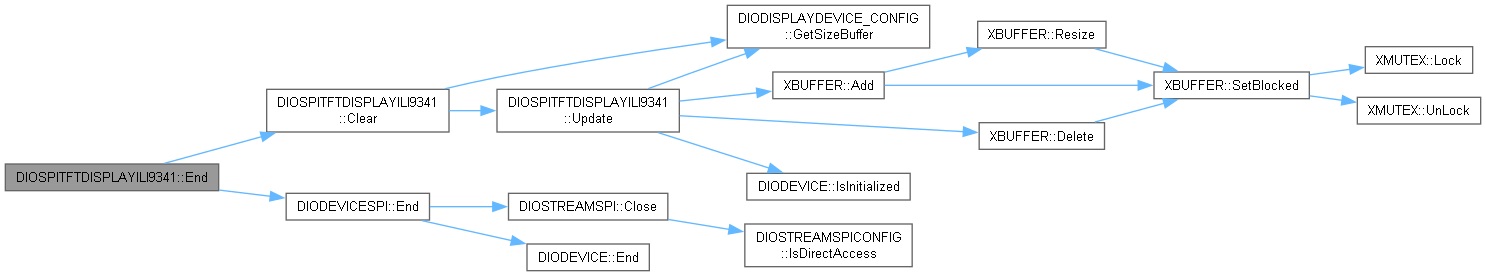 DIOSPITFTDISPLAYILI9341::End
DIOSPITFTDISPLAYILI9341
::Clear
DIODISPLAYDEVICE_CONFIG
::GetSizeBuffer
DIOSPITFTDISPLAYILI9341
::Update
XBUFFER::Add
XBUFFER::Resize
XBUFFER::SetBlocked
XMUTEX::Lock
XMUTEX::UnLock
XBUFFER::Delete
DIODEVICE::IsInitialized
DIODEVICESPI::End
DIOSTREAMSPI::Close
DIOSTREAMSPICONFIG
::IsDirectAccess
DIODEVICE::End